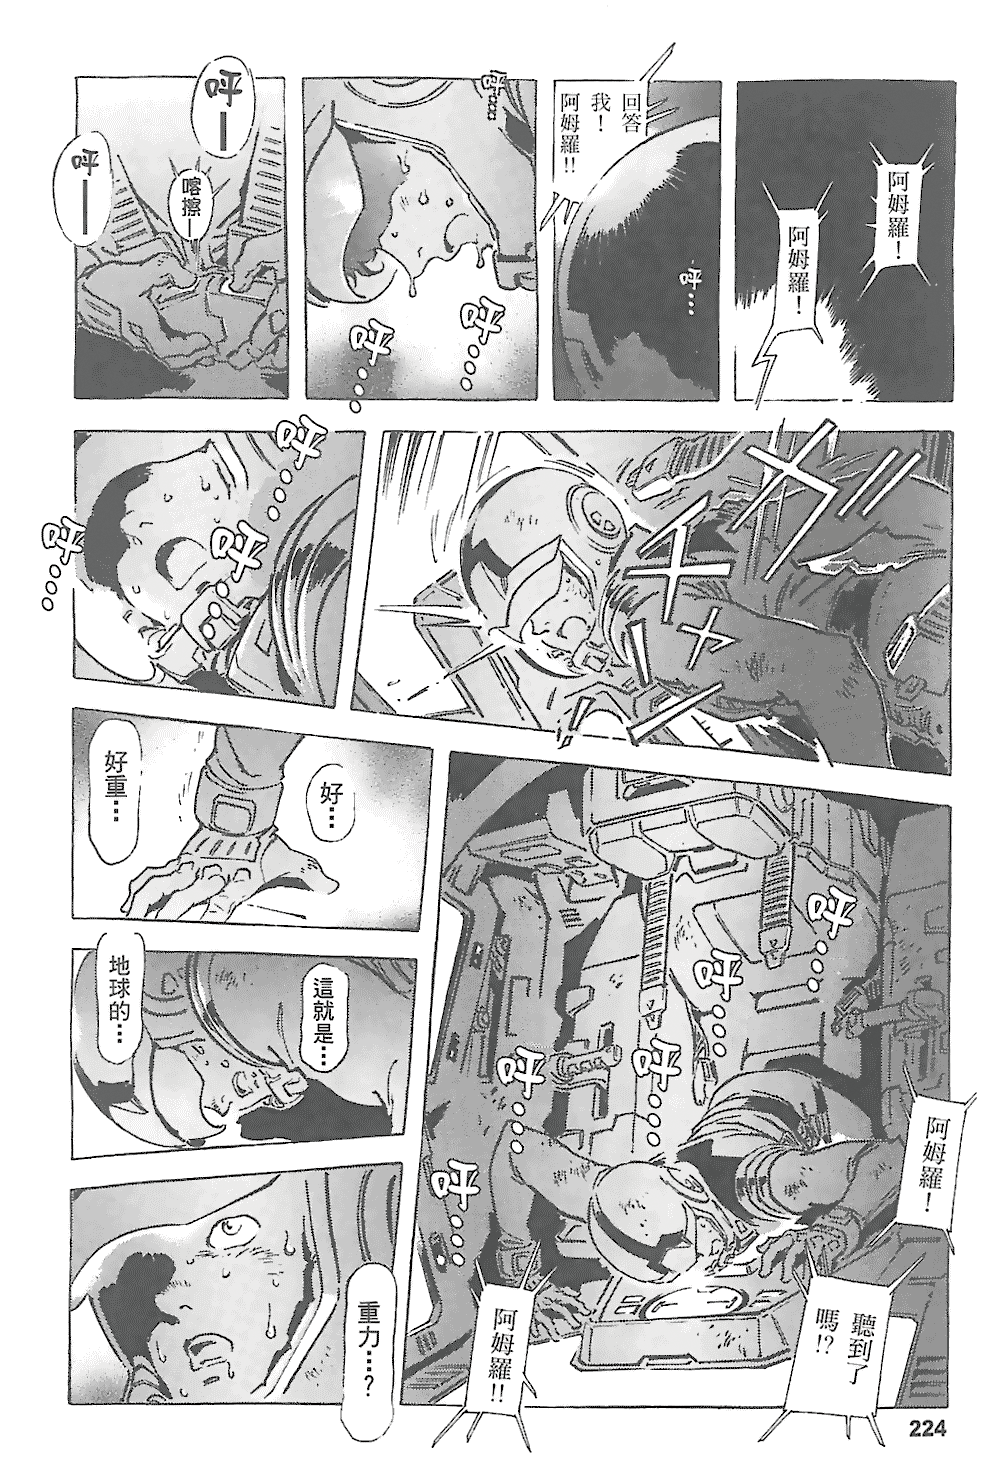 阿姆羅！
阿姆羅！
回答
我！
阿姆羅!!
呼…
呼……
呼……
呼……
呼—
喀擦—
呼—
呼……
呼……
呼……
呼……
呼……
呼……
呼……
呼……
阿姆羅！
聽到了
嗎!?
阿姆羅!!
好…
好重…
這就是…
地球的…
重力…？
224